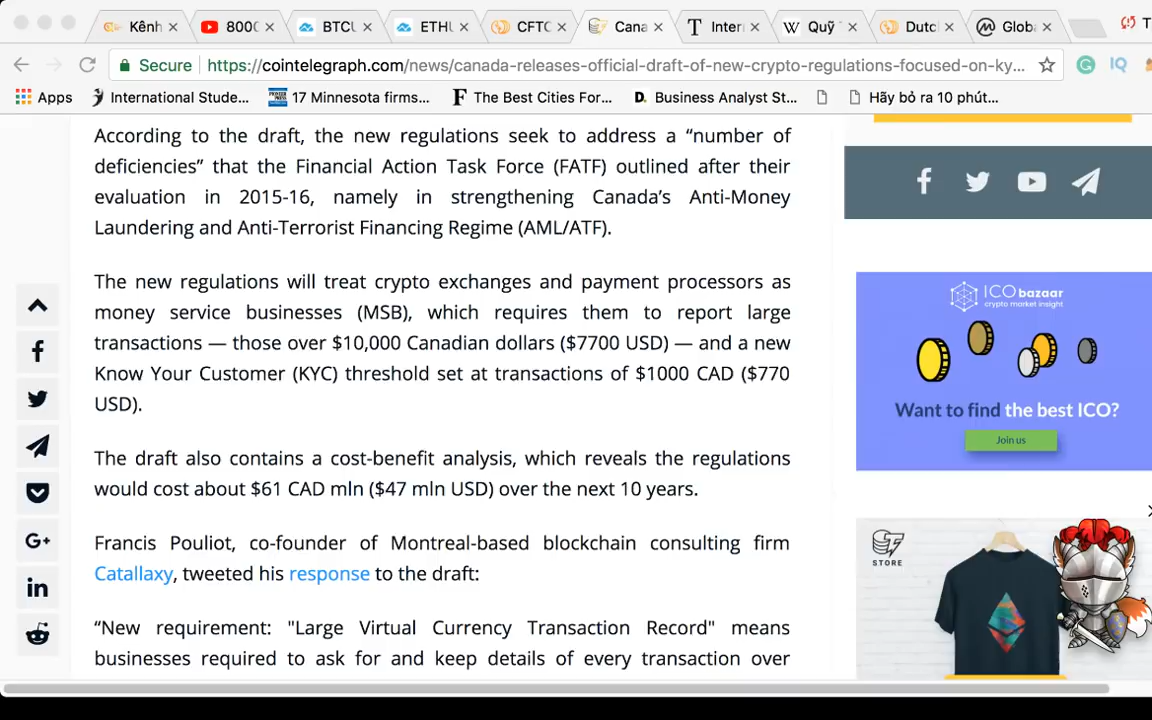 Kênh
800
BTCU
ETHU
CFTC
Cana
Inter
Quỹ
Dutcl
Globa
Secure
https://cointelegraph.com/news/canada-releases-official-draft-of-new-crypto-regulations-focused-on-ky...
IQ
Apps
International Stude...
17 Minnesota firms...
The Best Cities For...
Business Analyst St...
Hãy bỏ ra 10 phút...
According to the draft, the new regulations seek to address a “number of
deficiencies” that the Financial Action Task Force (FATF) outlined after their
evaluation in 2015-16, namely in strengthening Canada’s Anti-Money
Laundering and Anti-Terrorist Financing Regime (AML/ATF).
The new regulations will treat crypto exchanges and payment processors as
money service businesses (MSB), which requires them to report large
transactions — those over $10,000 Canadian dollars ($7700 USD) — and a new
Know Your Customer (KYC) threshold set at transactions of $1000 CAD ($770
USD).
The draft also contains a cost-benefit analysis, which reveals the regulations
would cost about $61 CAD mln ($47 mln USD) over the next 10 years.
Francis Pouliot, co-founder of Montreal-based blockchain consulting firm
Catallaxy, tweeted his response to the draft:
“New requirement: "Large Virtual Currency Transaction Record" means
businesses required to ask for and keep details of every transaction over
ICO bazaar
crypto market insight
Want to find the best ICO?
Join us
STORE